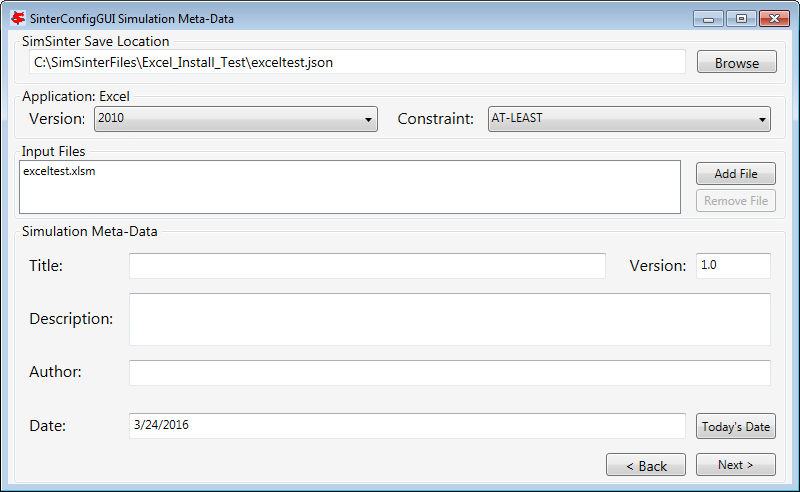 SinterConfigGUI Simulation Meta-Data
SimSinter Save Location
C:\SimSinterFiles\Excel_Install_Test\exceltest.json Browse
Application: Excel
Version: 2010 Constraint: AT-LEAST
Input Files
exceltest.xlsm Add File
Remove File
Simulation Meta-Data
Title: Version: 1.0
Description:
Author:
Date: 3/24/2016 Today's Date
< Back Next >